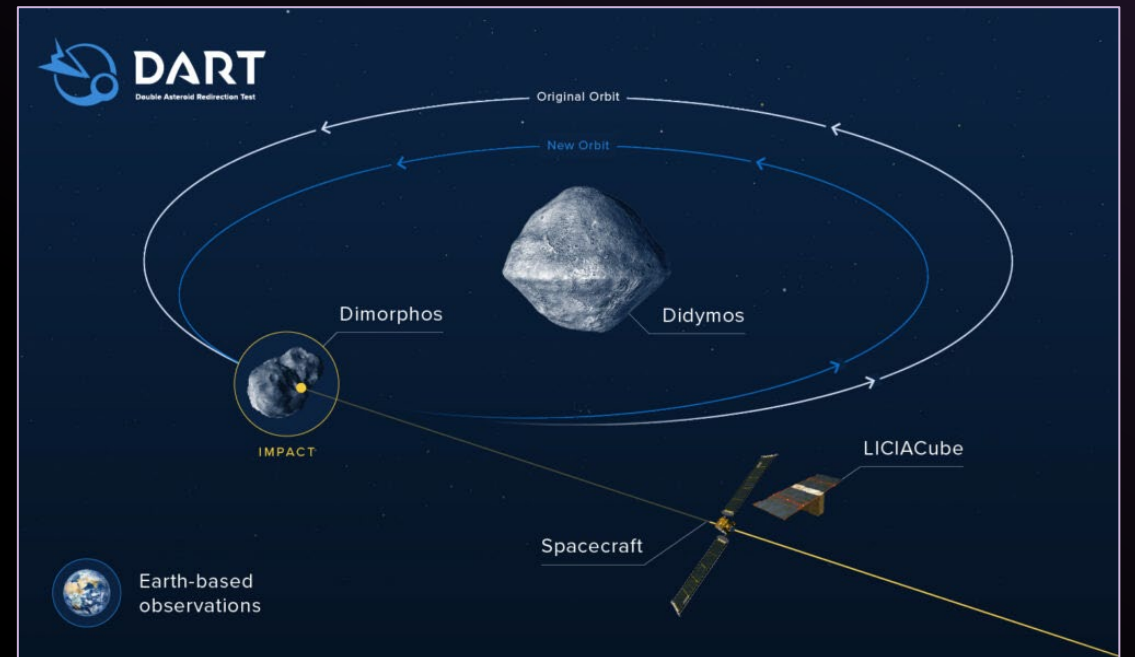 DART
Double Asteroid Redirection Test
Original Orbit
New Orbit
Dimorphos
Didymos
IMPACT
LICIACube
Spacecraft
Earth-based
observations